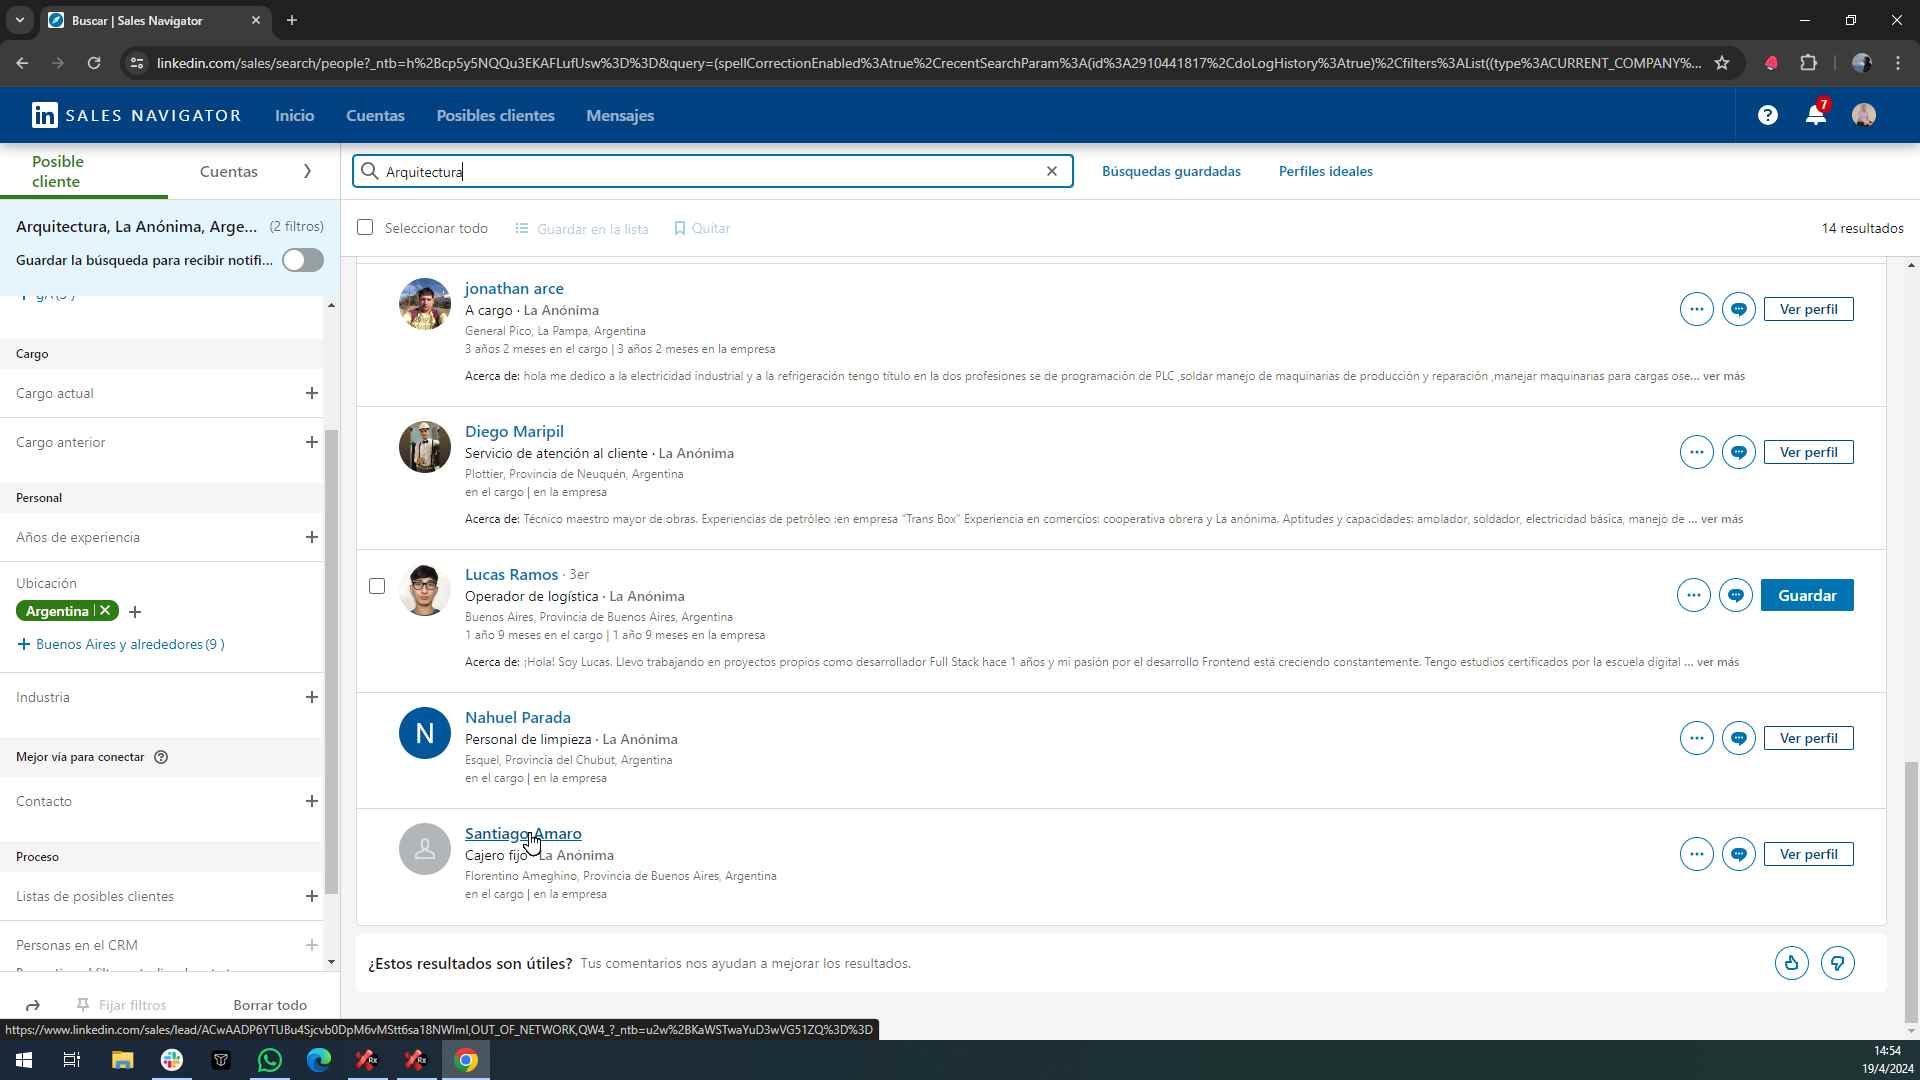 Buscar | Sales Navigator
linkedin.com/sales/search/people?_ntb=h%2Bcp5y5NQQu3EKAFLufUsw%3D%3D&query=(spellCorrectionEnabled%3Atrue%2CrecentSearchParam%3A(id%3A2910441817%2CdoLogHistory%3Atrue)%2Cfilters%3AList((type%3ACURRENT_COMPANY%...
in SALES NAVIGATOR
Inicio
Cuentas
Posibles clientes
Mensajes
7
Posible
cliente
Cuentas
Arquitectura
Búsquedas guardadas
Perfiles ideales
Arquitectura, La Anónima, Arge... (2 filtros)
Guardar la búsqueda para recibir notifi...
Seleccionar todo
Guardar en la lista
Quitar
14 resultados
Cargo
Cargo actual
Cargo anterior
Personal
Años de experiencia
Ubicación
Argentina
Buenos Aires y alrededores (9 )
Industria
Mejor vía para conectar
Contacto
Proceso
Listas de posibles clientes
Personas en el CRM
Fijar filtros
Borrar todo
jonathan arce
A cargo · La Anónima
General Pico, La Pampa, Argentina
3 años 2 meses en el cargo | 3 años 2 meses en la empresa
Acerca de: hola me dedico a la electricidad industrial y a la refrigeración tengo título en la dos profesiones se de programación de PLC ,soldar manejo de maquinarias de producción y reparación ,manejar maquinarias para cargas ose... ver más
Ver perfil
Diego Maripil
Servicio de atención al cliente · La Anónima
Plottier, Provincia de Neuquén, Argentina
en el cargo | en la empresa
Acerca de: Técnico maestro mayor de obras. Experiencias de petróleo :en empresa "Trans Box" Experiencia en comercios: cooperativa obrera y La anónima. Aptitudes y capacidades: amolador, soldador, electricidad básica, manejo de ... ver más
Ver perfil
Lucas Ramos · 3er
Operador de logística · La Anónima
Buenos Aires, Provincia de Buenos Aires, Argentina
1 año 9 meses en el cargo | 1 año 9 meses en la empresa
Acerca de: ¡Hola! Soy Lucas. Llevo trabajando en proyectos propios como desarrollador Full Stack hace 1 años y mi pasión por el desarrollo Frontend está creciendo constantemente. Tengo estudios certificados por la escuela digital ... ver más
Guardar
N
Nahuel Parada
Personal de limpieza · La Anónima
Esquel, Provincia del Chubut, Argentina
en el cargo | en la empresa
Ver perfil
Santiago Amaro
Cajero fijo La Anónima
Florentino Ameghino, Provincia de Buenos Aires, Argentina
en el cargo | en la empresa
Ver perfil
¿Estos resultados son útiles? Tus comentarios nos ayudan a mejorar los resultados.
https://www.linkedin.com/sales/lead/ACwAADP6YTUBu4Sjcvb0DpM6vMStt6sa18NWlmI,OUT_OF_NETWORK,QW4_?_ntb=u2w%2BKaWSTwaYuD3wVG51ZQ%3D%3D
14:54
19/4/2024